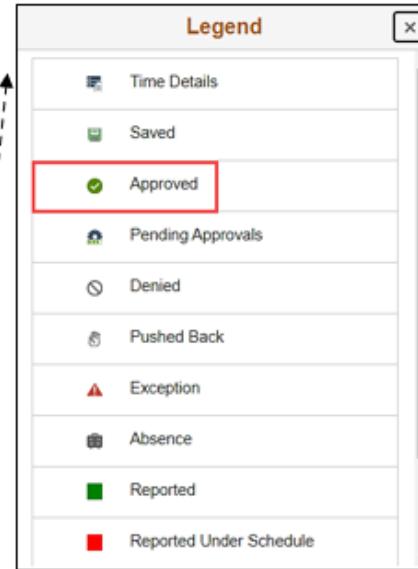 Legend
Time Details
Saved
Approved
Pending Approvals
Denied
Pushed Back
Exception
Absence
Reported
Reported Under Schedule